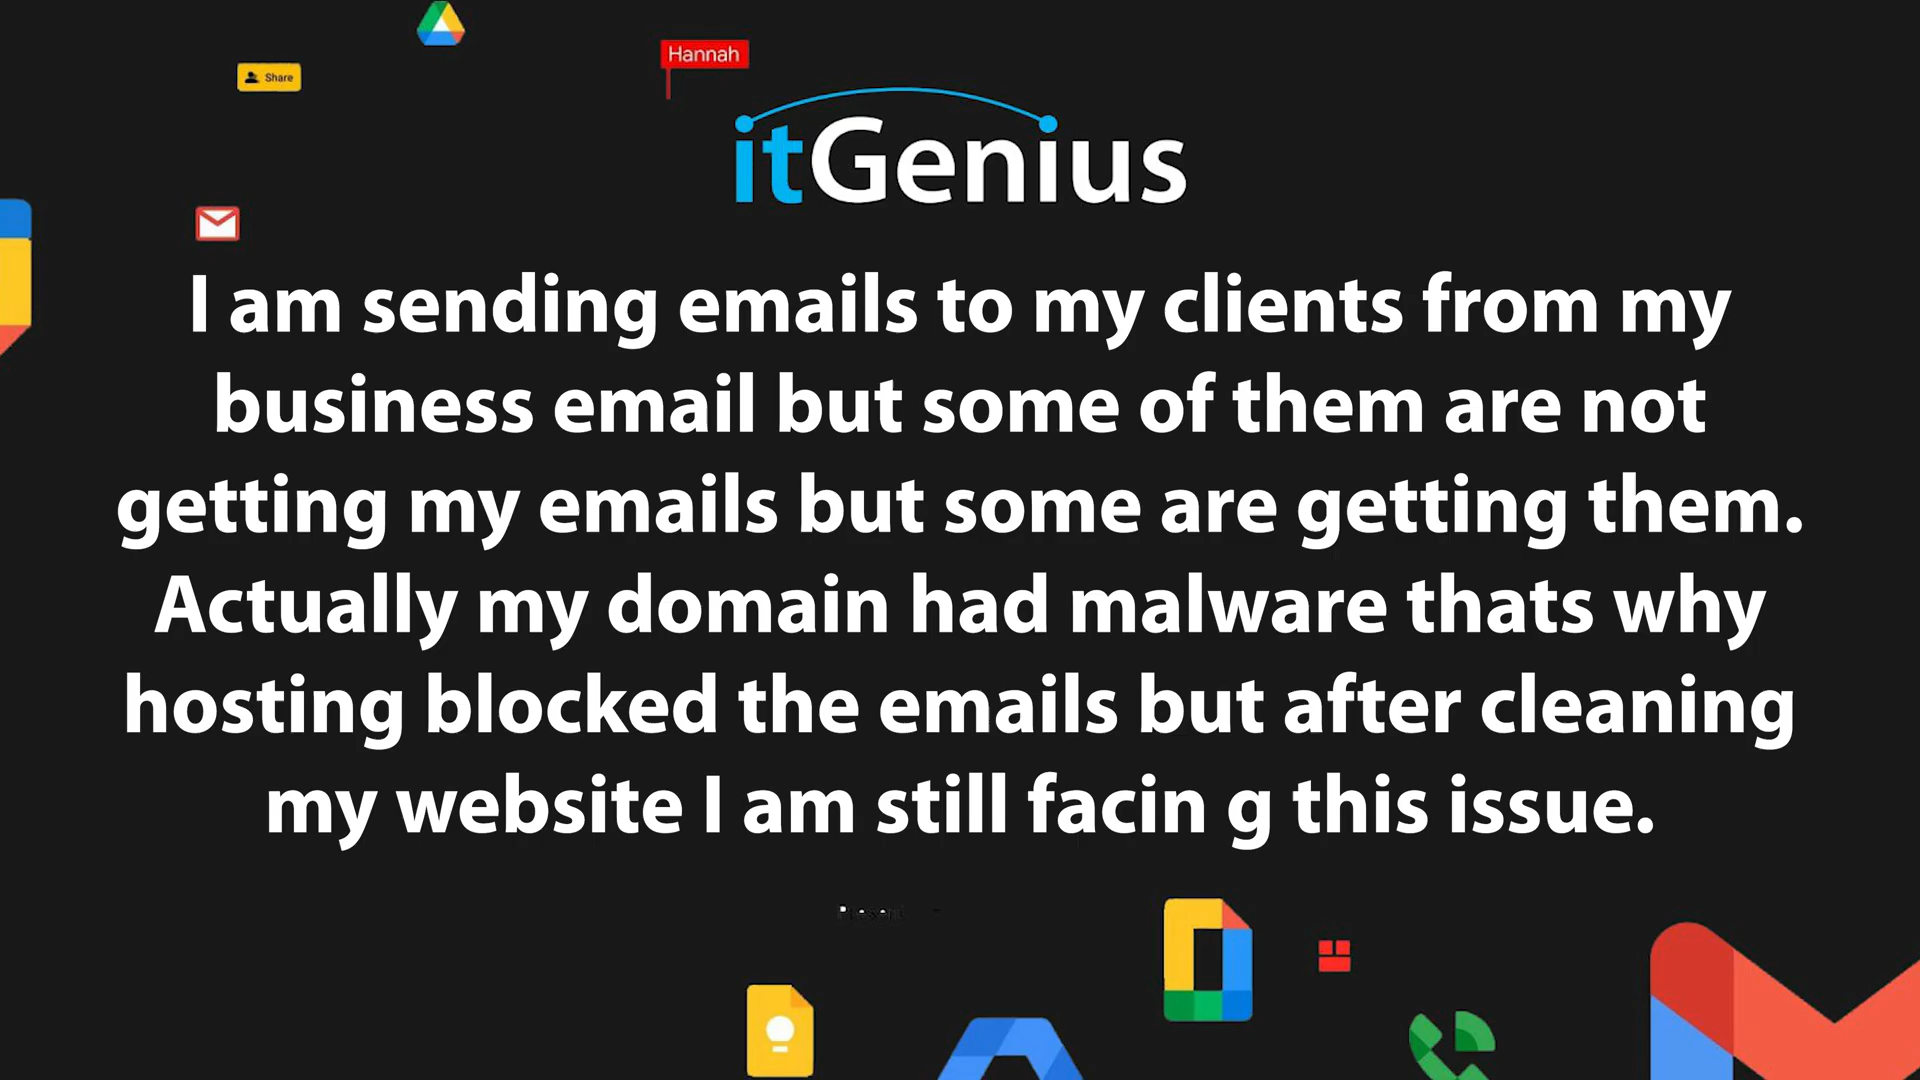 Hannah
Share
itGenius
I am sending emails to my clients from my
business email but some of them are not
getting my emails but some are getting them.
Actually my domain had malware thats why
hosting blocked the emails but after cleaning
my website I am still facin g this issue.